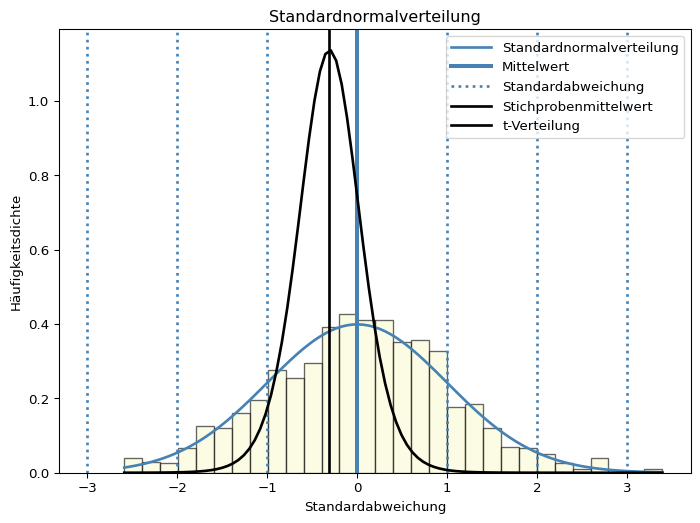 Standardnormalverteilung
Standardnormalverteilung
Mittelwert
Standardabweichung
Stichprobenmittelwert
t-Verteilung
Häufigkeitsdichte
1.0
0.8
0.6
0.4
0.2
0.0
−3 −2 −1 0 1 2 3
Standardabweichung